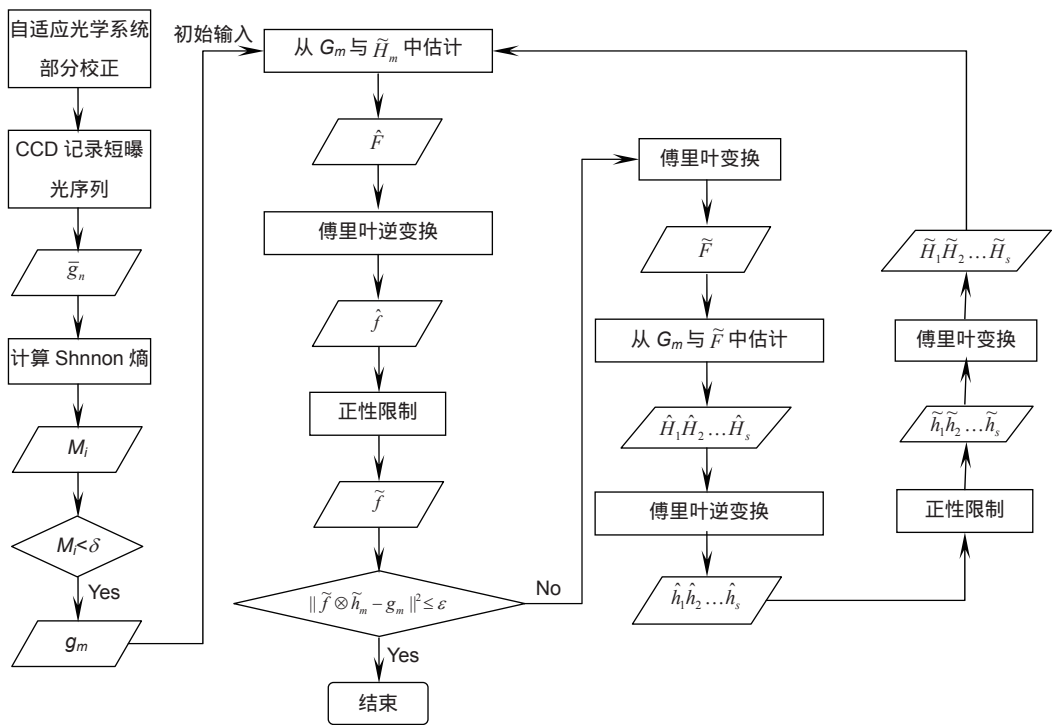 自适应光学系统
部分校正
CCD 记录短曝
光序列
g̅ₙ
计算 Shnnon 熵
Mᵢ
Mᵢ<δ
Yes
gₘ
初始输入
从 Gₘ 与 H̃ₘ 中估计
F̂
傅里叶逆变换
f̂
正性限制
f̃
|| f̃ ⊗ h̃ₘ − gₘ ||² ≤ ε
No
Yes
结束
傅里叶变换
F̃
从 Gₘ 与 F̃ 中估计
Ĥ₁Ĥ₂…Ĥₛ
傅里叶逆变换
ĥ₁ĥ₂…ĥₛ
正性限制
h̃₁h̃₂…h̃ₛ
傅里叶变换
H̃₁H̃₂…H̃ₛ